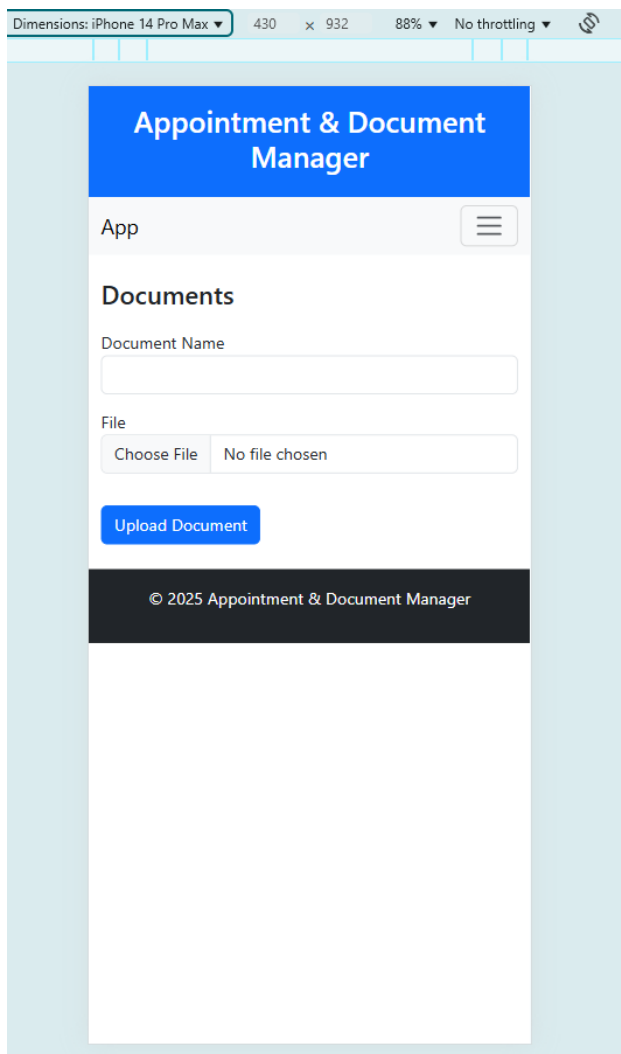 Dimensions: iPhone 14 Pro Max ▼ 430 × 932 88% ▼ No throttling ▼
Appointment & Document
Manager
App
Documents
Document Name
File
Choose File No file chosen
Upload Document
© 2025 Appointment & Document Manager